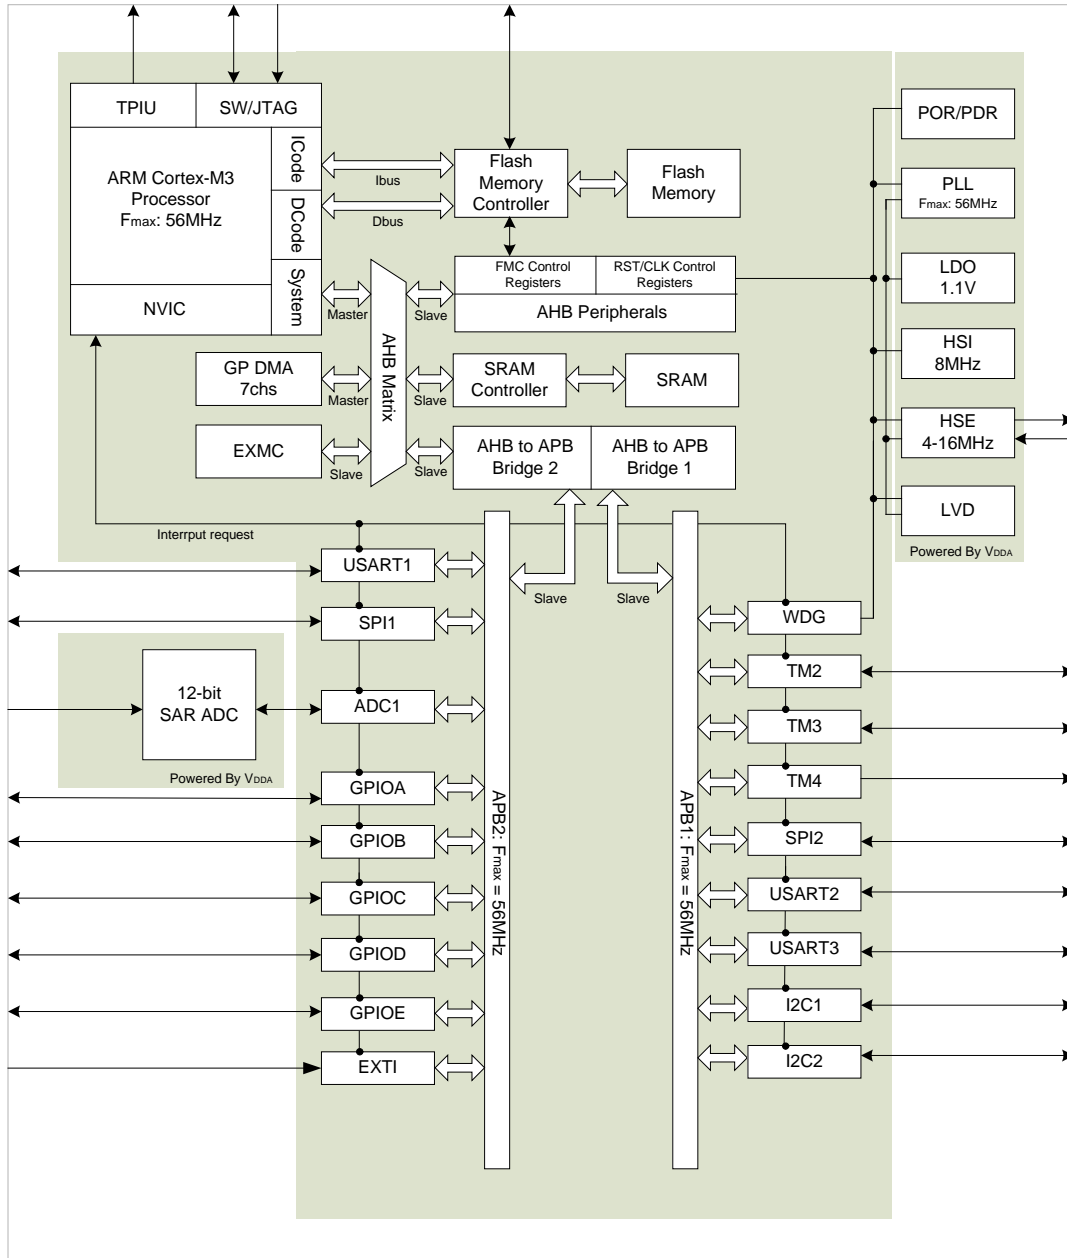 TPIU
SW/JTAG
POR/PDR
ICode
ARM Cortex-M3
Processor
Fmax: 56MHz
Ibus
Flash
Memory
Controller
Flash
Memory
PLL
Fmax: 56MHz
DCode
Dbus
System
FMC Control
Registers
RST/CLK Control
Registers
LDO
1.1V
NVIC
Master
Slave
AHB Peripherals
AHB Matrix
HSI
8MHz
GP DMA
7chs
Master
Slave
SRAM
Controller
SRAM
EXMC
Slave
Slave
AHB to APB
Bridge 2
AHB to APB
Bridge 1
HSE
4-16MHz
LVD
Interrput request
Powered By VDDA
USART1
Slave
Slave
SPI1
WDG
12-bit
SAR ADC
ADC1
TM2
TM3
Powered By VDDA
GPIOA
TM4
APB2: Fmax = 56MHz
APB1: Fmax = 56MHz
GPIOB
SPI2
GPIOC
USART2
GPIOD
USART3
GPIOE
I2C1
EXTI
I2C2